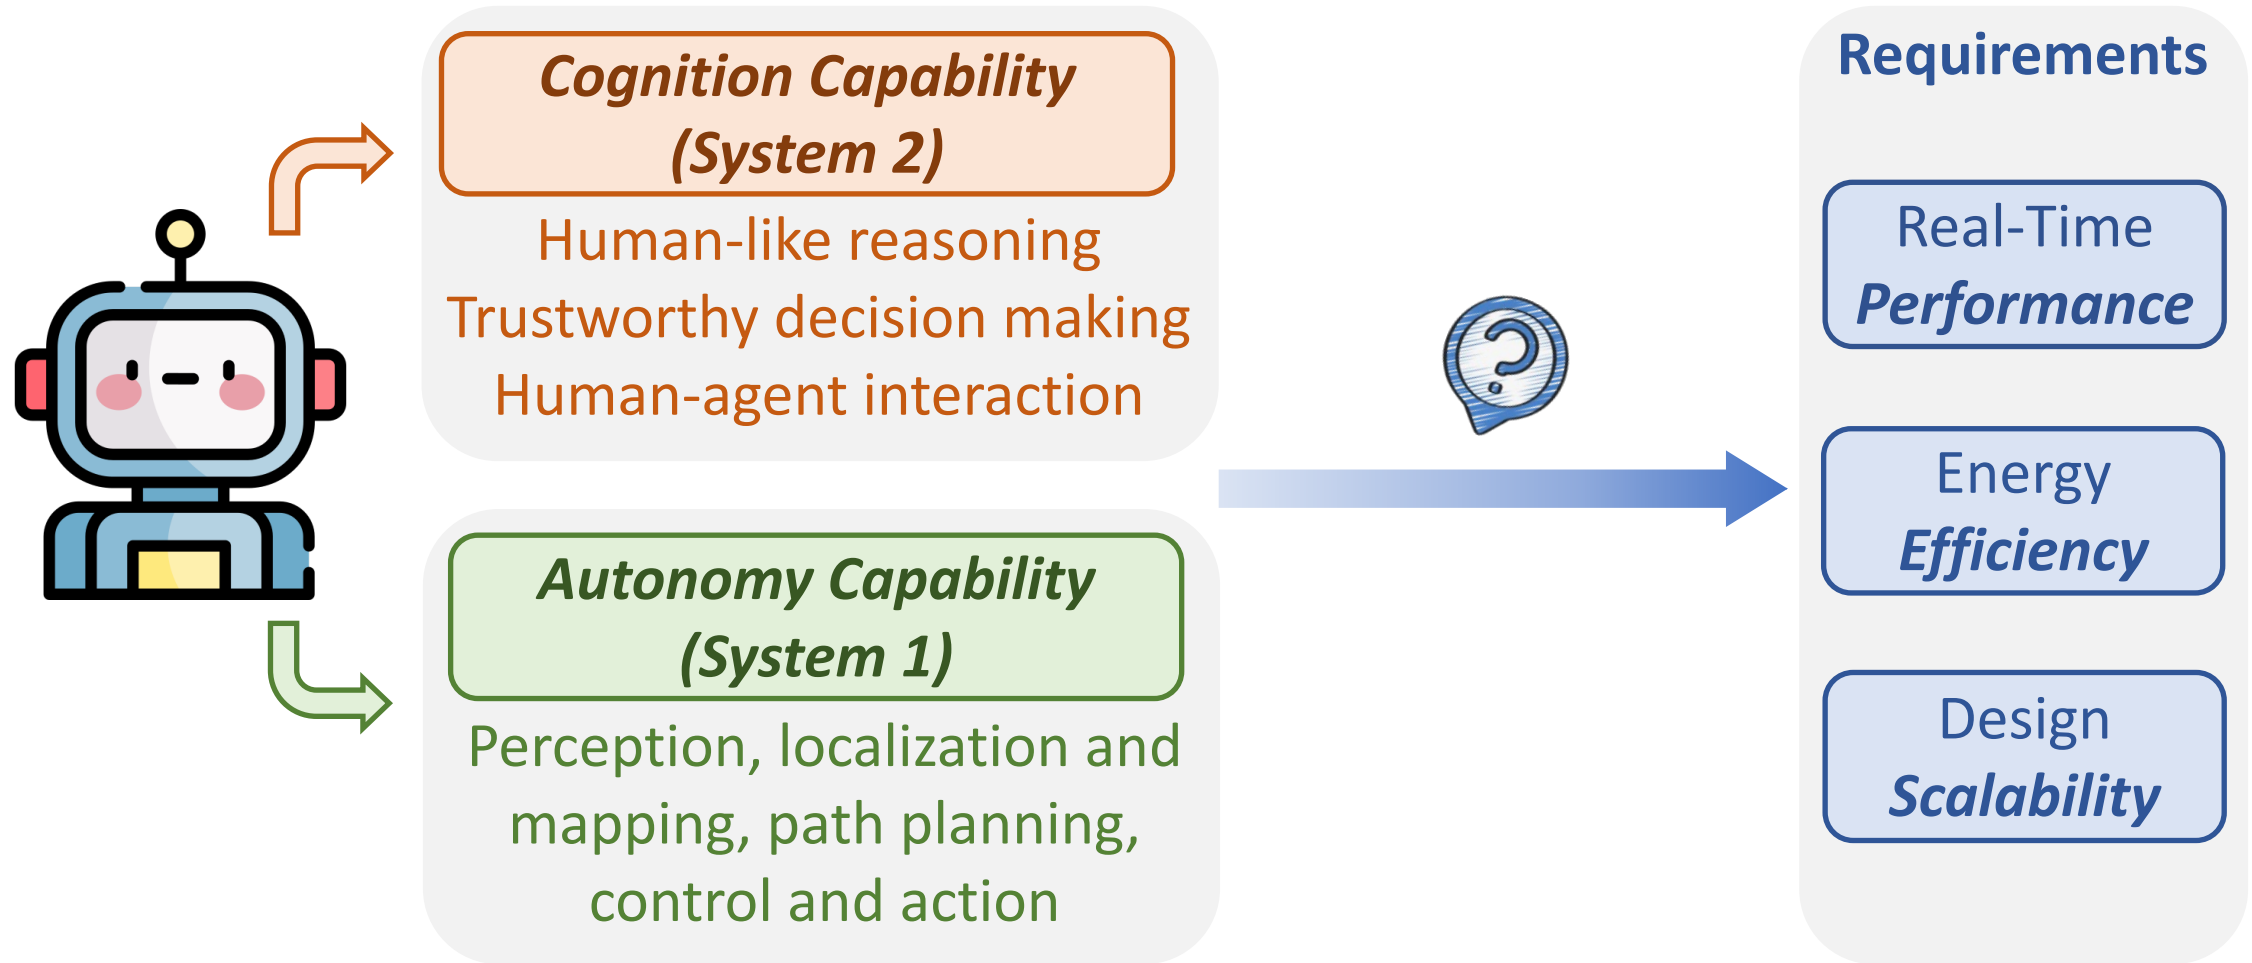 Cognition Capability
(System 2)
Human-like reasoning
Trustworthy decision making
Human-agent interaction
Autonomy Capability
(System 1)
Perception, localization and
mapping, path planning,
control and action
?
Requirements
Real-Time
Performance
Energy
Efficiency
Design
Scalability